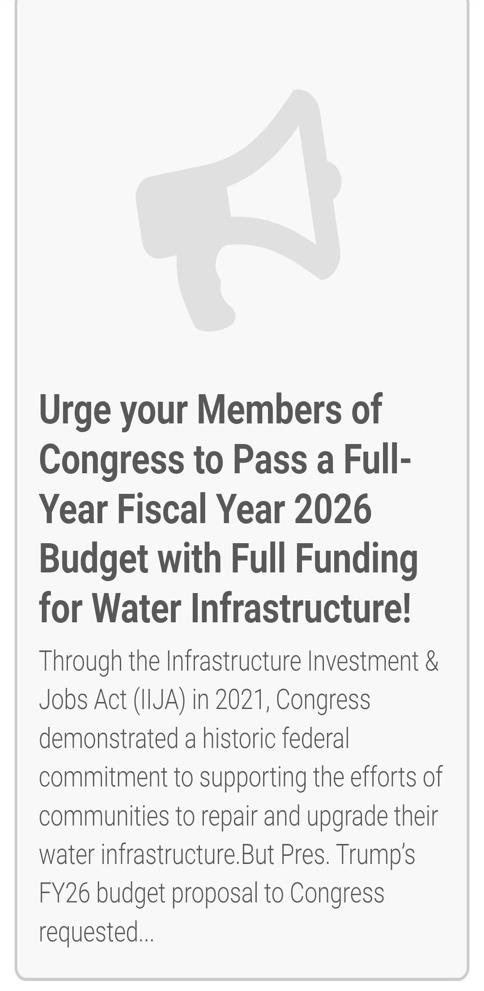 Urge your Members of
Congress to Pass a Full-
Year Fiscal Year 2026
Budget with Full Funding
for Water Infrastructure!
Through the Infrastructure Investment &
Jobs Act (IIJA) in 2021, Congress
demonstrated a historic federal
commitment to supporting the efforts of
communities to repair and upgrade their
water infrastructure.But Pres. Trump’s
FY26 budget proposal to Congress
requested...